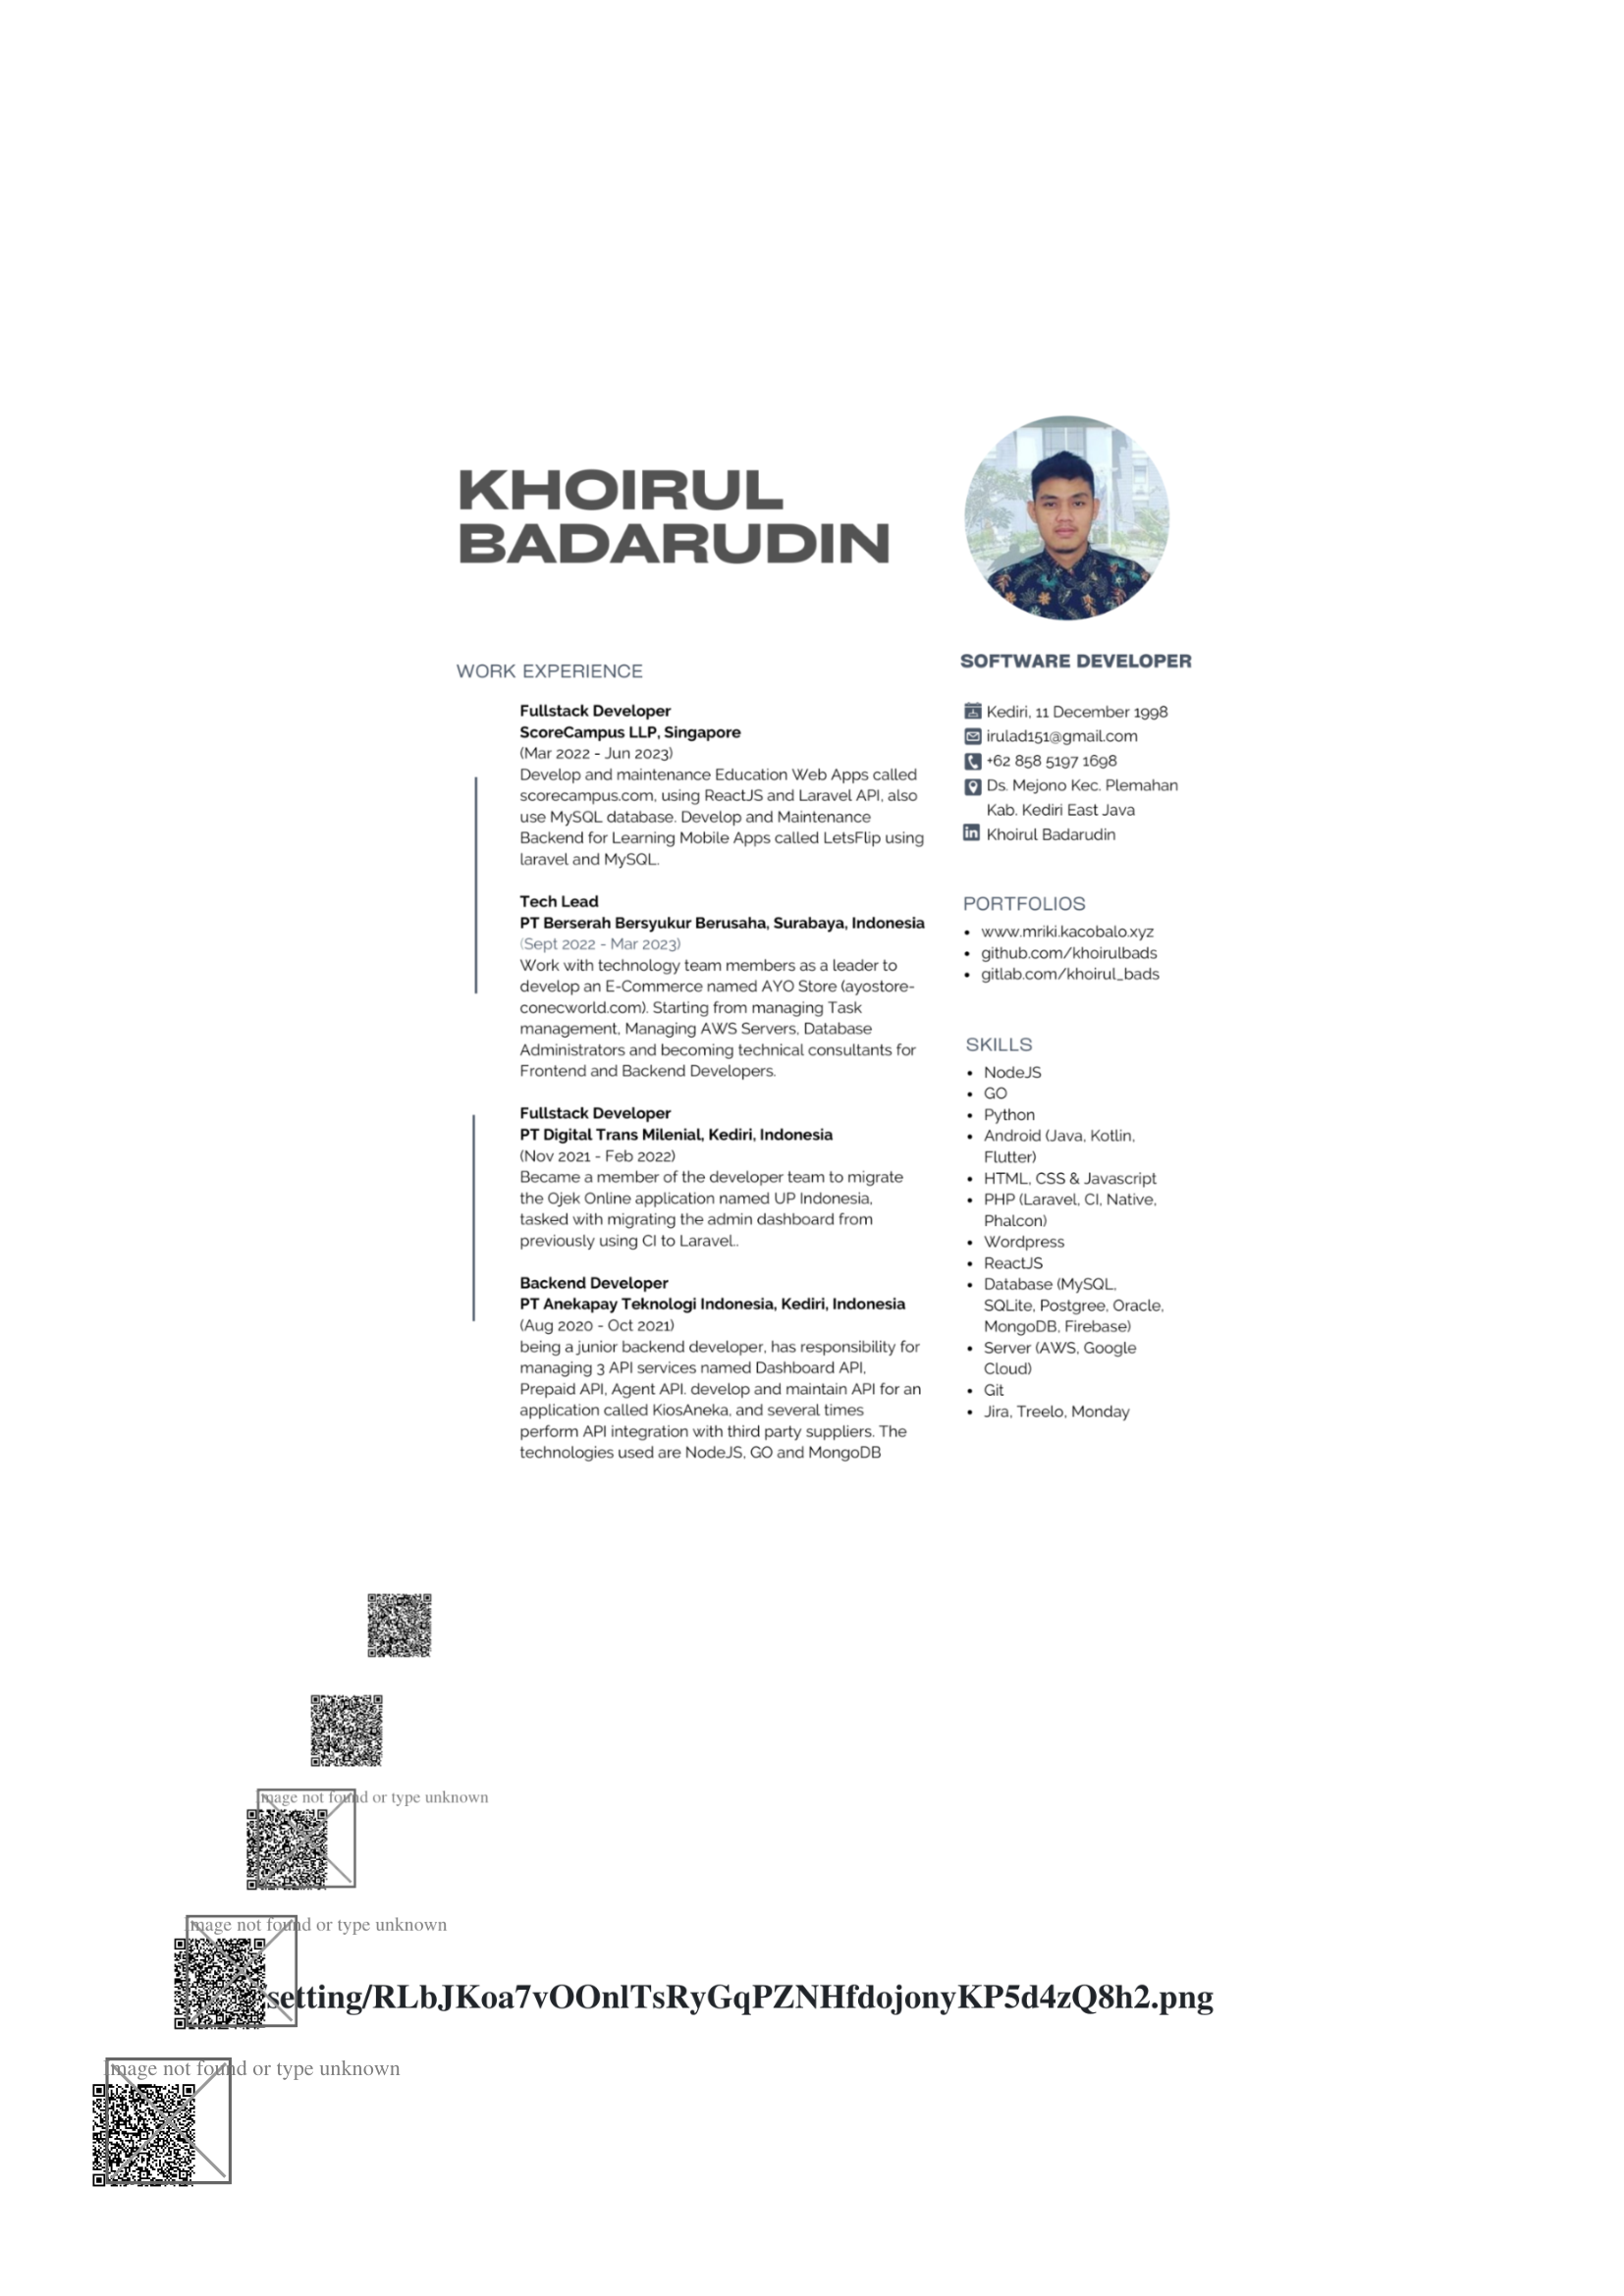 KHOIRUL
BADARUDIN
WORK EXPERIENCE
Fullstack Developer
ScoreCampus LLP, Singapore
(Mar 2022 - Jun 2023)
Develop and maintenance Education Web Apps called
scorecampus.com, using ReactJS and Laravel API, also
use MySQL database. Develop and Maintenance
Backend for Learning Mobile Apps called LetsFlip using
laravel and MySQL.
Tech Lead
PT Berserah Bersyukur Berusaha, Surabaya, Indonesia
(Sept 2022 - Mar 2023)
Work with technology team members as a leader to
develop an E-Commerce named AYO Store (ayostore-
conecworld.com). Starting from managing Task
management, Managing AWS Servers, Database
Administrators and becoming technical consultants for
Frontend and Backend Developers.
Fullstack Developer
PT Digital Trans Milenial, Kediri, Indonesia
(Nov 2021 - Feb 2022)
Became a member of the developer team to migrate
the Ojek Online application named UP Indonesia,
tasked with migrating the admin dashboard from
previously using CI to Laravel..
Backend Developer
PT Anekapay Teknologi Indonesia, Kediri, Indonesia
(Aug 2020 - Oct 2021)
being a junior backend developer, has responsibility for
managing 3 API services named Dashboard API,
Prepaid API, Agent API. develop and maintain API for an
application called KiosAneka, and several times
perform API integration with third party suppliers. The
technologies used are NodeJS, GO and MongoDB
SOFTWARE DEVELOPER
Kediri, 11 December 1998
irulad151@gmail.com
+62 858 5197 1698
Ds. Mejono Kec. Plemahan
Kab. Kediri East Java
in Khoirul Badarudin
PORTFOLIOS
• www.mriki.kacobalo.xyz
• github.com/khoirulbads
• gitlab.com/khoirul_bads
SKILLS
• NodeJS
• GO
• Python
• Android (Java, Kotlin,
Flutter)
• HTML, CSS & Javascript
• PHP (Laravel, CI, Native,
Phalcon)
• Wordpress
• ReactJS
• Database (MySQL,
SQLite, Postgree, Oracle,
MongoDB, Firebase)
• Server (AWS, Google
Cloud)
• Git
• Jira, Treelo, Monday
Image not found or type unknown
Image not found or type unknown
setting/RLbJKoa7vOOnlTsRyGqPZNHfdojonyKP5d4zQ8h2.png
Image not found or type unknown